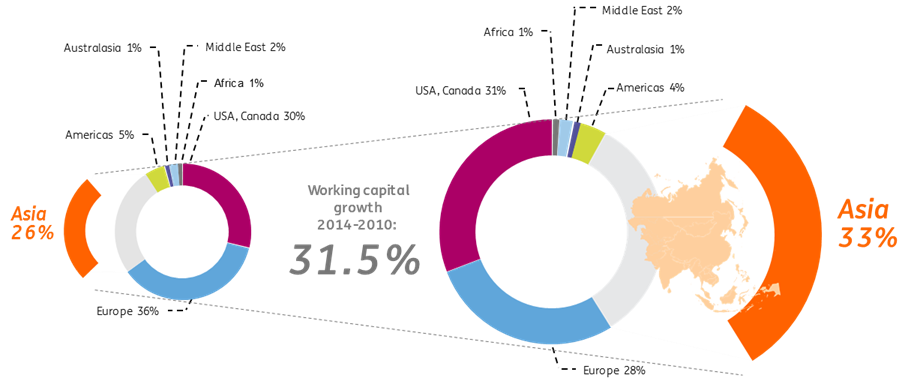 Australasia 1%
Middle East 2%
Africa 1%
USA, Canada 30%
Americas 5%
Asia
26%
Europe 36%
Working capital
growth
2014-2010:
31.5%
Middle East 2%
Africa 1%
Australasia 1%
USA, Canada 31%
Americas 4%
Asia
33%
Europe 28%